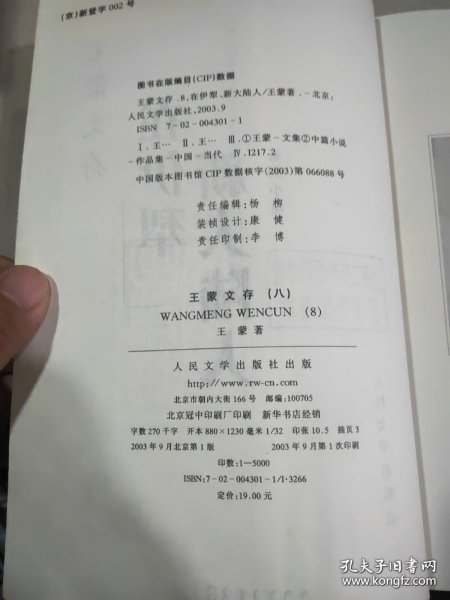 (京)新登字 002 号
图书在版编目(CIP)数据
王蒙文存.8,在伊犁、新大陆人/王蒙著.-北京:
人民文学出版社,2003.9
ISBN 7-02-004301-1
Ⅰ.王… Ⅱ.王… Ⅲ.①王蒙-文集②中篇小说
-作品集-中国-当代 Ⅳ.I217.2
中国版本图书馆 CIP 数据核字(2003)第 066088 号
责任编辑:杨 柳
装帧设计:康 健
责任印制:李 博
王蒙文存(八)
WANGMENG WENCUN (8)
王 蒙 著
人民文学出版社出版
http://www.rw-cn.com
北京市朝内大街 166 号 邮编:100705
北京冠中印刷厂印刷 新华书店经销
字数 270 千字 开本 880×1230 毫米 1/32 印张 10.5 插页 3
2003 年 9 月北京第 1 版 2003 年 9 月第 1 次印刷
印数:1—5000
ISBN:7-02-004301-1/I·3266
定价:19.00 元
孔夫子旧书网
www.kongfz.com